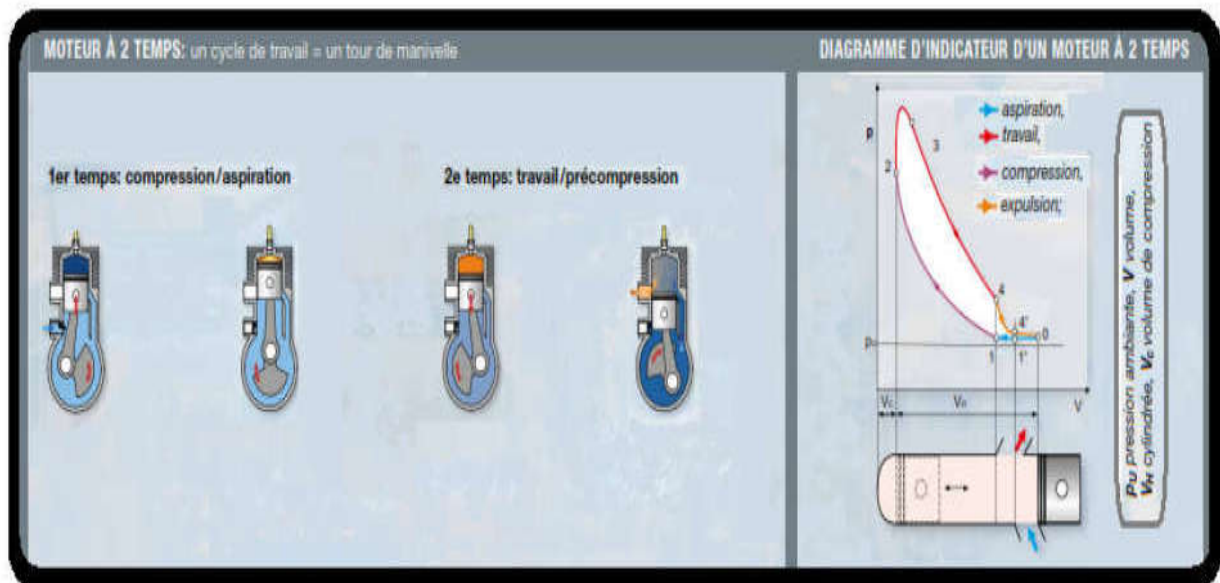 MOTEUR À 2 TEMPS: un cycle de travail = un tour de manivelle
DIAGRAMME D'INDICATEUR D'UN MOTEUR À 2 TEMPS
1er temps: compression/aspiration
2e temps: travail/précompression
p
aspiration,
travail,
compression,
expulsion;
2
3
4
4'
0
1
1'
V
Pu pression ambiante, V volume,
VH cylindrée, Vc volume de compression